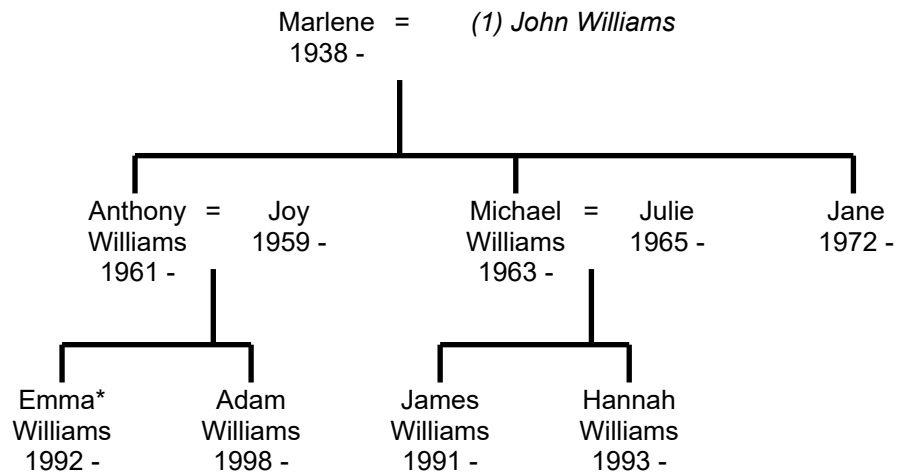 Marlene = (1) John Williams
1938 -
Anthony = Joy
Williams 1959 -
1961 -
Michael = Julie
Williams 1965 -
1963 -
Jane
1972 -
Emma*
Williams
1992 -
Adam
Williams
1998 -
James
Williams
1991 -
Hannah
Williams
1993 -